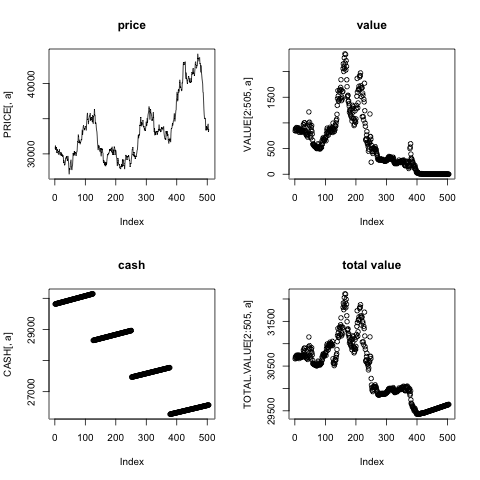 price
PRICE[, a]
30000
40000
0
100
200
300
400
500
Index
value
VALUE[2:505, a]
0
500
1500
0
100
200
300
400
500
Index
cash
CASH[, a]
27000
29000
0
100
200
300
400
500
Index
total value
TOTAL.VALUE[2:505, a]
29500
30500
31500
0
100
200
300
400
500
Index